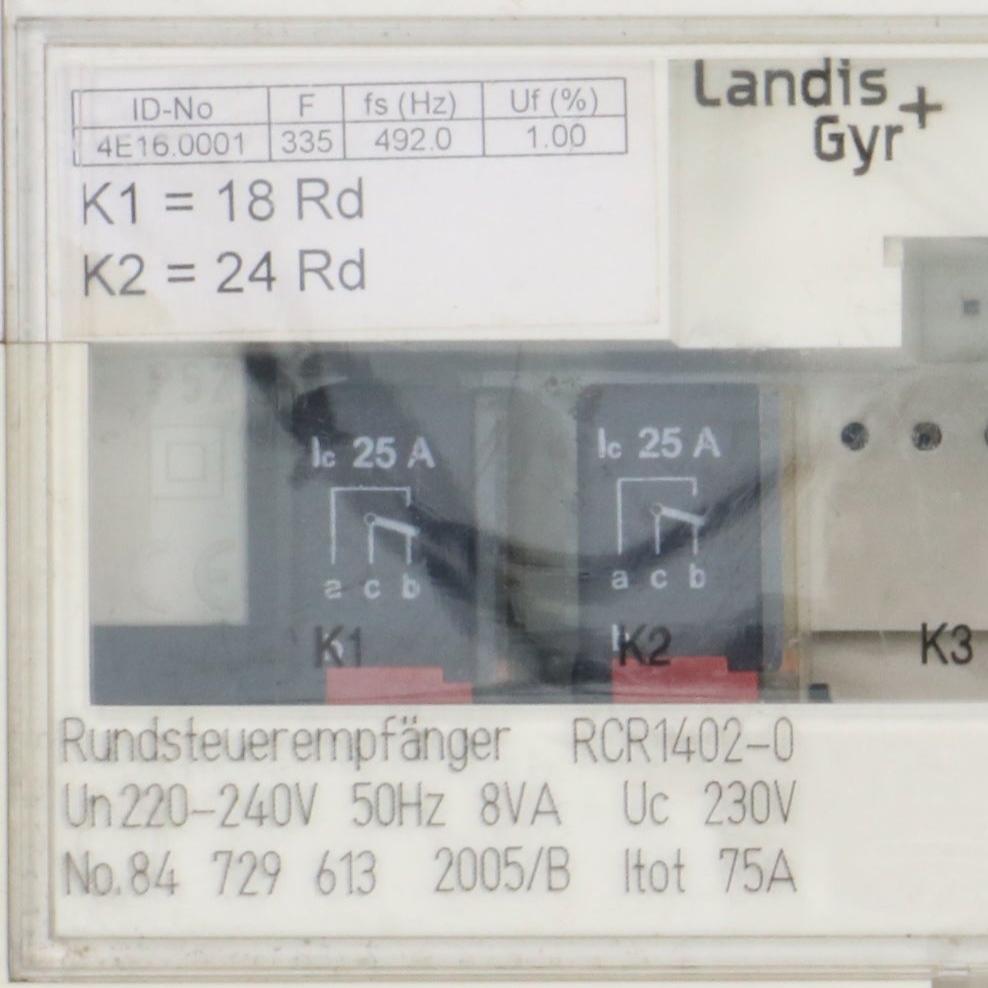 ID-No F fs (Hz) Uf (%)
4E16.0001 335 492.0 1.00
K1 = 18 Rd
K2 = 24 Rd
Landis
Gyr+
Ic 25 A
a c b
K1
Ic 25 A
a c b
K2
K3
Rundsteuerempfänger RCR1402-0
Un 220-240V 50Hz 8VA Uc 230V
No. 84 729 613 2005/B Itot 75A